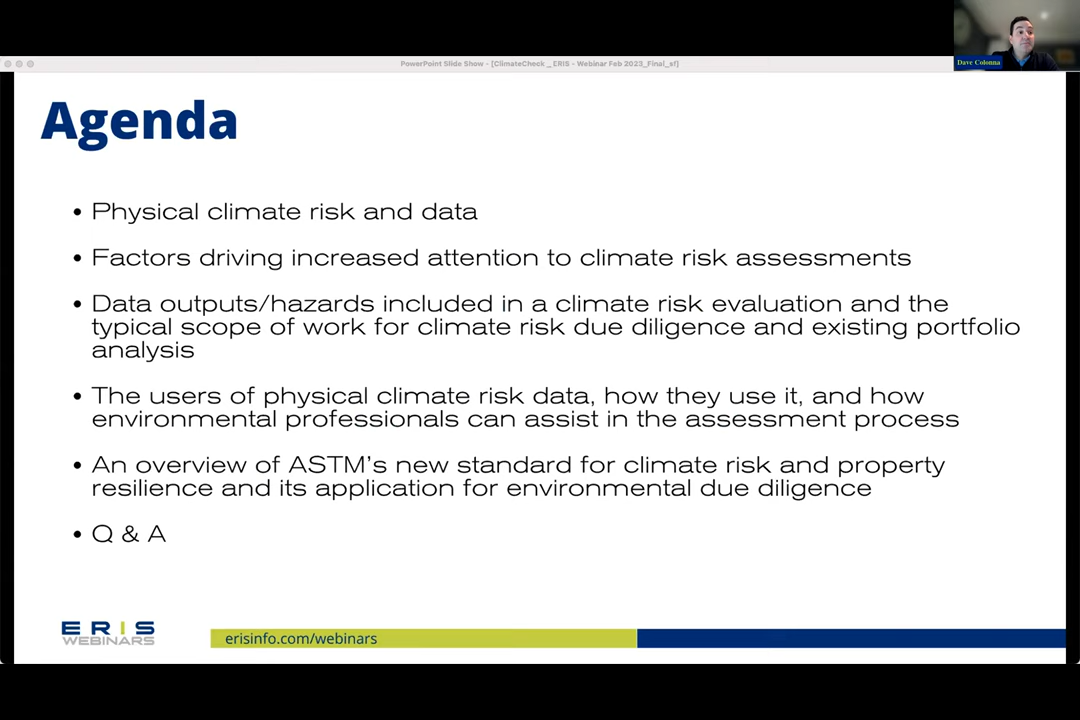 PowerPoint Slide Show - [ClimateCheck _ ERIS - Webinar Feb 2023_Final_sf]
Dave Colonna
Agenda
• Physical climate risk and data
• Factors driving increased attention to climate risk assessments
• Data outputs/hazards included in a climate risk evaluation and the
typical scope of work for climate risk due diligence and existing portfolio
analysis
• The users of physical climate risk data, how they use it, and how
environmental professionals can assist in the assessment process
• An overview of ASTM's new standard for climate risk and property
resilience and its application for environmental due diligence
• Q & A
ERIS
WEBINARS
erisinfo.com/webinars